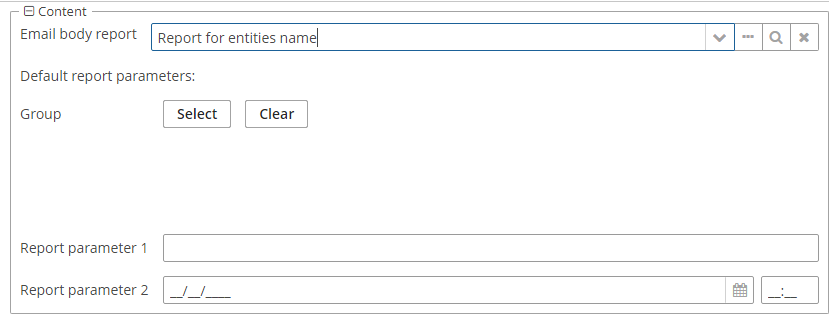 Content
Email body report Report for entities name
Default report parameters:
Group Select Clear
Report parameter 1
Report parameter 2 __/__/____ __:__